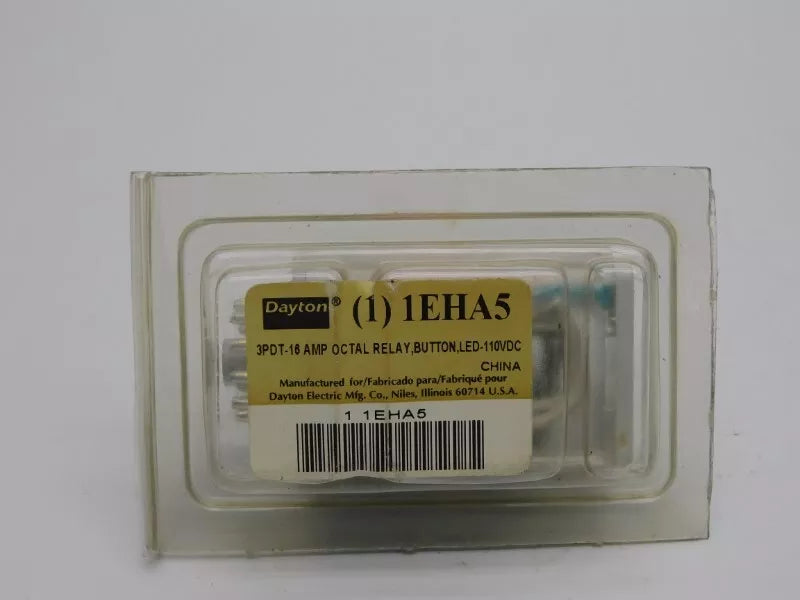 Dayton® (1) 1EHA5
3PDT-16 AMP OCTAL RELAY,BUTTON,LED-110VDC
CHINA
Manufactured for/Fabricado para/Fabriqué pour
Dayton Electric Mfg. Co., Niles, Illinois 60714 U.S.A.
1 1EHA5